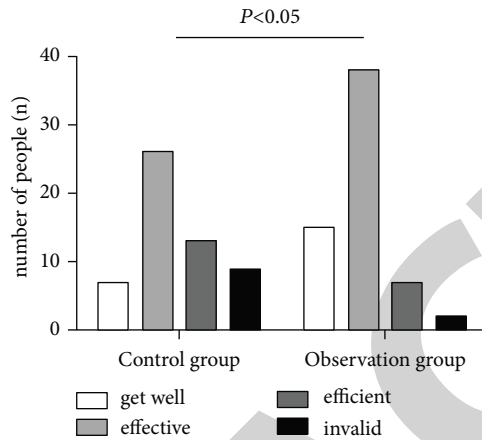 P<0.05
number of people (n)
40
30
20
10
0
Control group
Observation group
get well
efficient
effective
invalid